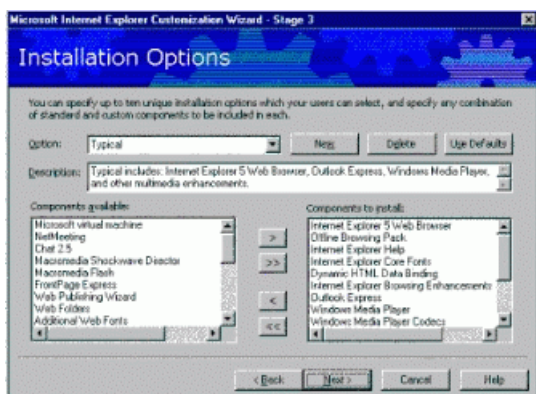 Microsoft Internet Explorer Customization Wizard - Stage 3
Installation Options
You can specify up to ten unique installation options which your users can select, and specify any combination
of standard and custom components to be included in each.
Option: Typical New Delete Use Defaults
Description: Typical includes: Internet Explorer 5 Web Browser, Outlook Express, Windows Media Player,
and other multimedia enhancements.
Components available:
Microsoft virtual machine
NetMeeting
Chat 2.5
Macromedia Shockwave Director
Macromedia Flash
FrontPage Express
Web Publishing Wizard
Web Folders
Additional Web Fonts
>
>>
<
<<
Components to install:
Internet Explorer 5 Web Browser
Offline Browsing Pack
Internet Explorer Help
Internet Explorer Core Fonts
Dynamic HTML Data Binding
Internet Explorer Browsing Enhancements
Outlook Express
Windows Media Player
Windows Media Player Codecs
< Back Next > Cancel Help